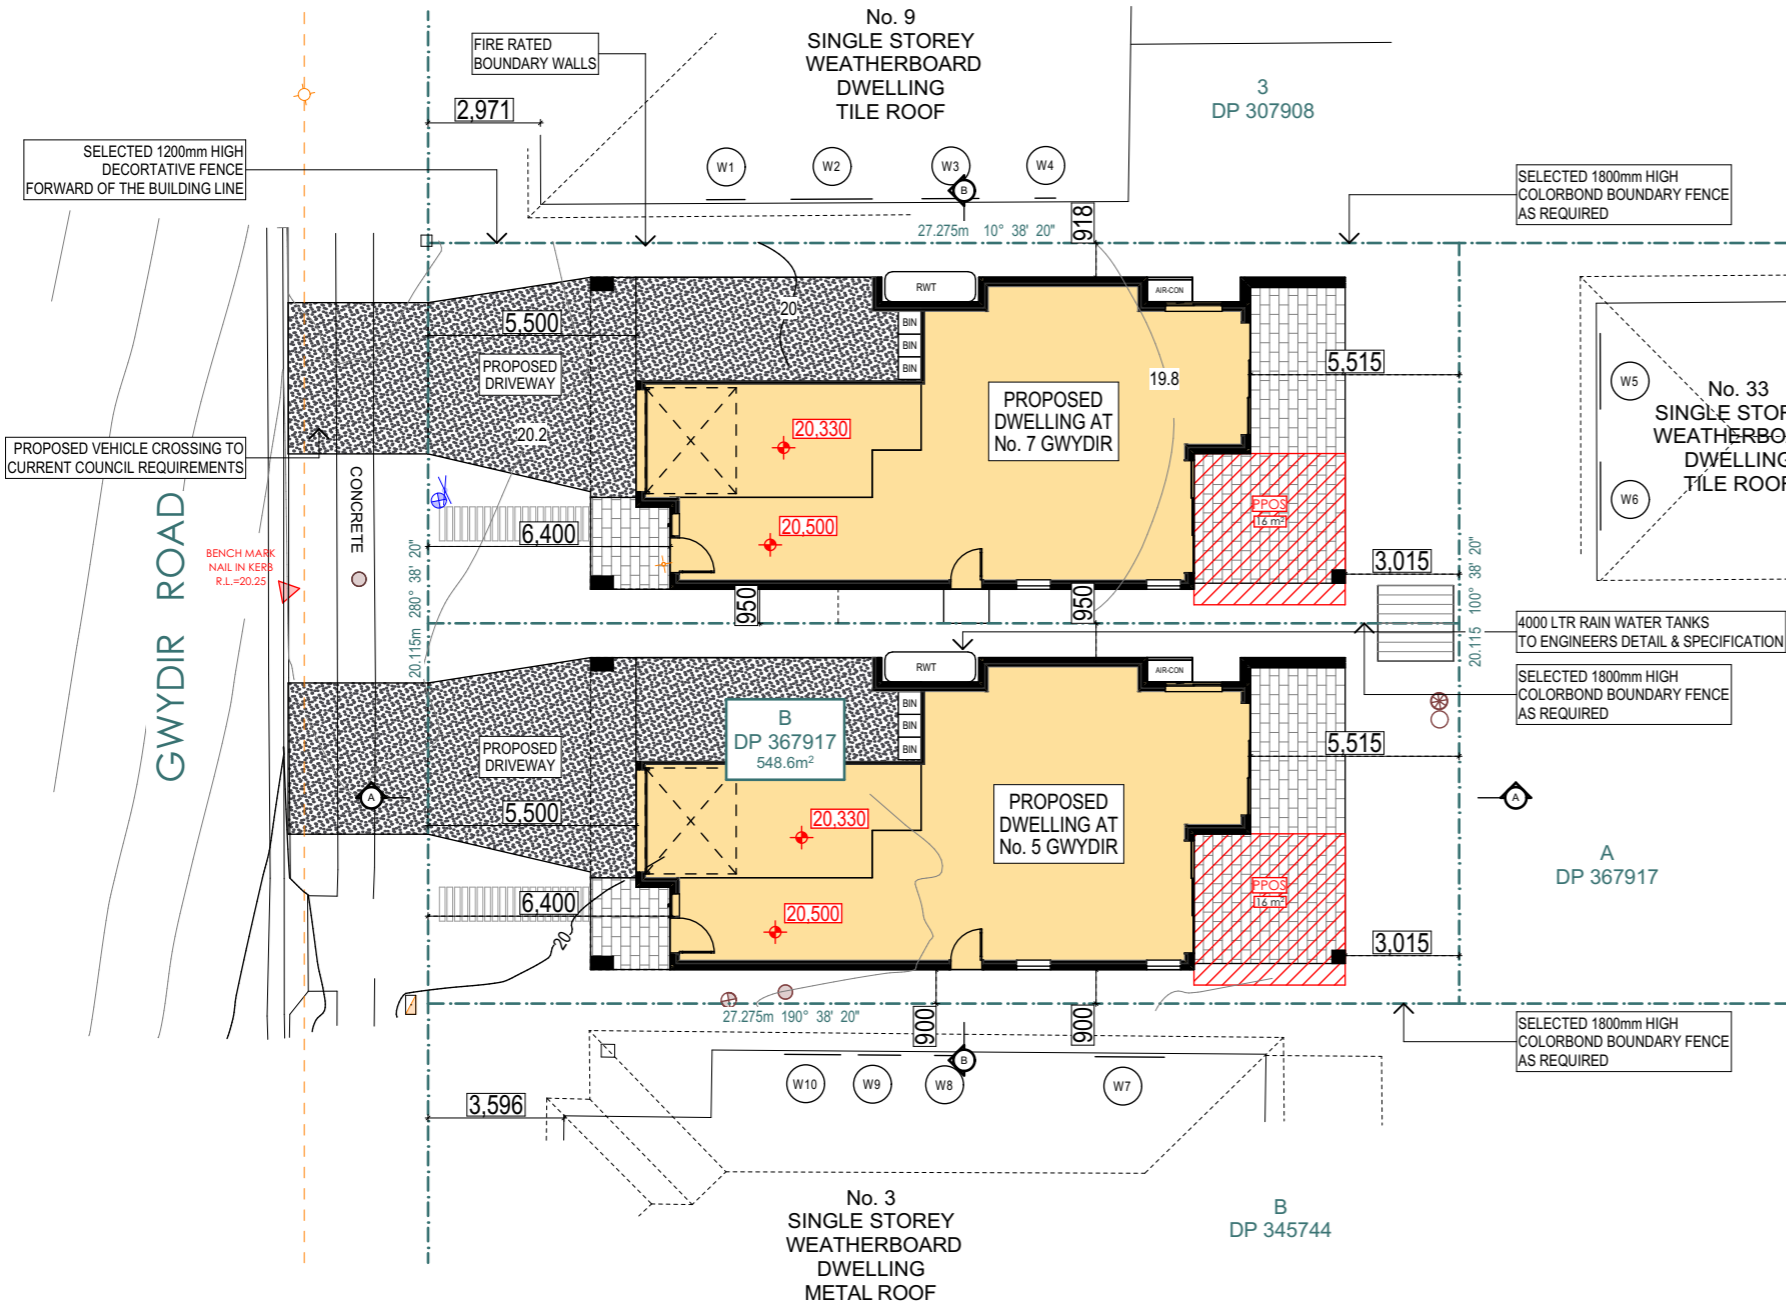 No. 9
SINGLE STOREY
WEATHERBOARD
DWELLING
TILE ROOF
FIRE RATED
BOUNDARY WALLS
2,971
3
DP 307908
SELECTED 1200mm HIGH
DECORTATIVE FENCE
FORWARD OF THE BUILDING LINE
W1
W2
W3
W4
B
SELECTED 1800mm HIGH
COLORBOND BOUNDARY FENCE
AS REQUIRED
27.275m 10° 38' 20"
918
RWT
AIR-CON
20
BIN
BIN
BIN
5,500
PROPOSED
DRIVEWAY
20.2
5,515
19.8
PROPOSED
DWELLING AT
No. 7 GWYDIR
20,330
W5
W6
No. 33
SINGLE STOR
WEATHERBO
DWELLING
TILE ROOF
PROPOSED VEHICLE CROSSING TO
CURRENT COUNCIL REQUIREMENTS
CONCRETE
GWYDIR ROAD
BENCH MARK
NAIL IN KERB
R.L.=20.25
20.115m 280° 38' 20"
6,400
20,500
PPOS
16 m²
3,015
20.115 100° 38' 20"
950
950
4000 LTR RAIN WATER TANKS
TO ENGINEERS DETAIL & SPECIFICATION
SELECTED 1800mm HIGH
COLORBOND BOUNDARY FENCE
AS REQUIRED
RWT
AIR-CON
BIN
BIN
BIN
B
DP 367917
548.6m²
PROPOSED
DRIVEWAY
5,515
A
5,500
20,330
PROPOSED
DWELLING AT
No. 5 GWYDIR
A
A
DP 367917
6,400
20
20,500
PPOS
16 m²
3,015
27.275m 190° 38' 20"
900
900
SELECTED 1800mm HIGH
COLORBOND BOUNDARY FENCE
AS REQUIRED
B
W10
W9
W8
W7
3,596
No. 3
SINGLE STOREY
WEATHERBOARD
DWELLING
METAL ROOF
B
DP 345744